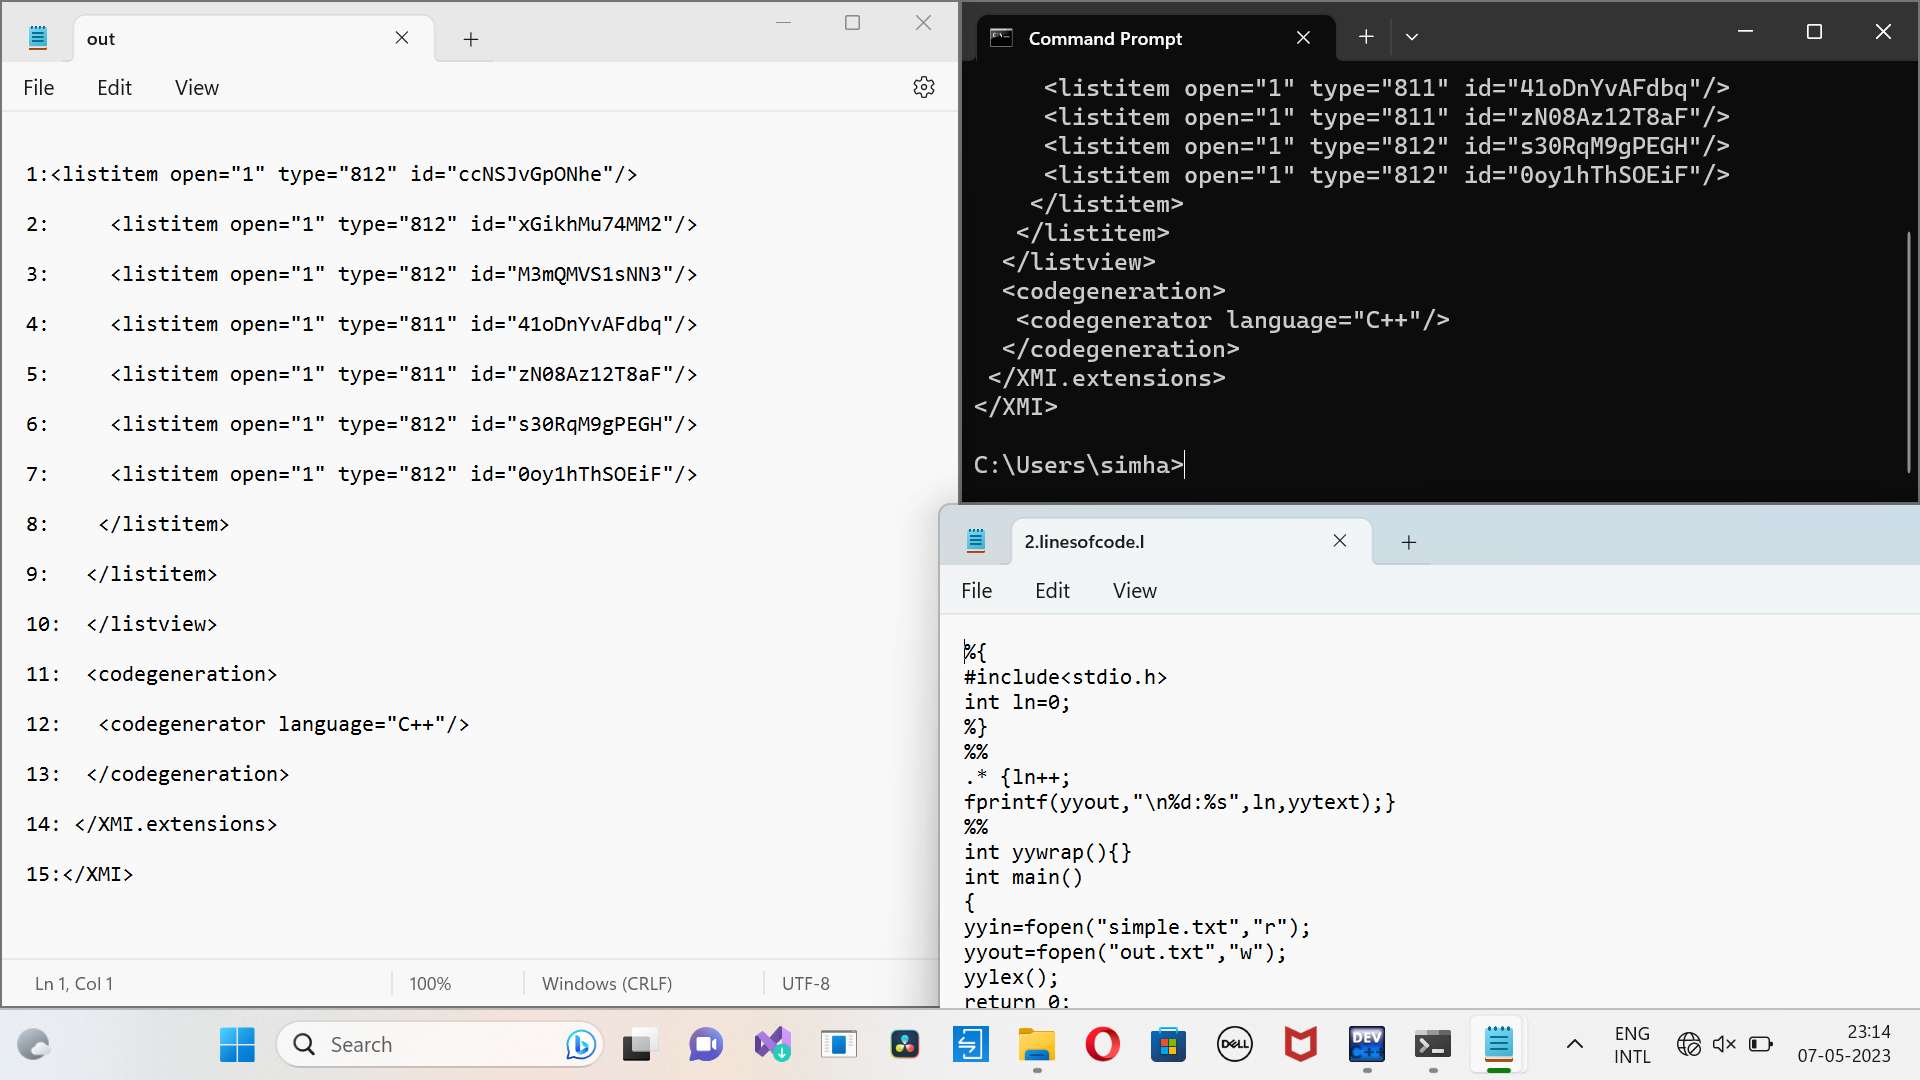 out
File Edit View
1:<listitem open="1" type="812" id="ccNSJvGpONhe"/>
2:     <listitem open="1" type="812" id="xGikhMu74MM2"/>
3:     <listitem open="1" type="812" id="M3mQMVS1sNN3"/>
4:     <listitem open="1" type="811" id="41oDnYvAFdbq"/>
5:     <listitem open="1" type="811" id="zN08Az12T8aF"/>
6:     <listitem open="1" type="812" id="s30RqM9gPEGH"/>
7:     <listitem open="1" type="812" id="0oy1hThSOEiF"/>
8:    </listitem>
9:   </listitem>
10:  </listview>
11:  <codegeneration>
12:   <codegenerator language="C++"/>
13:  </codegeneration>
14: </XMI.extensions>
15:</XMI>
Ln 1, Col 1 100% Windows (CRLF) UTF-8
Command Prompt
     <listitem open="1" type="811" id="41oDnYvAFdbq"/>
     <listitem open="1" type="811" id="zN08Az12T8aF"/>
     <listitem open="1" type="812" id="s30RqM9gPEGH"/>
     <listitem open="1" type="812" id="0oy1hThSOEiF"/>
    </listitem>
   </listitem>
  </listview>
  <codegeneration>
   <codegenerator language="C++"/>
  </codegeneration>
 </XMI.extensions>
</XMI>
C:\Users\simha>
2.linesofcode.l
File Edit View
%{
#include<stdio.h>
int ln=0;
%}
%%
.* {ln++;
fprintf(yyout,"\n%d:%s",ln,yytext);}
%%
int yywrap(){}
int main()
{
yyin=fopen("simple.txt","r");
yyout=fopen("out.txt","w");
yylex();
return 0;
Search
DELL
DEV
C++
ENG
INTL
23:14
07-05-2023